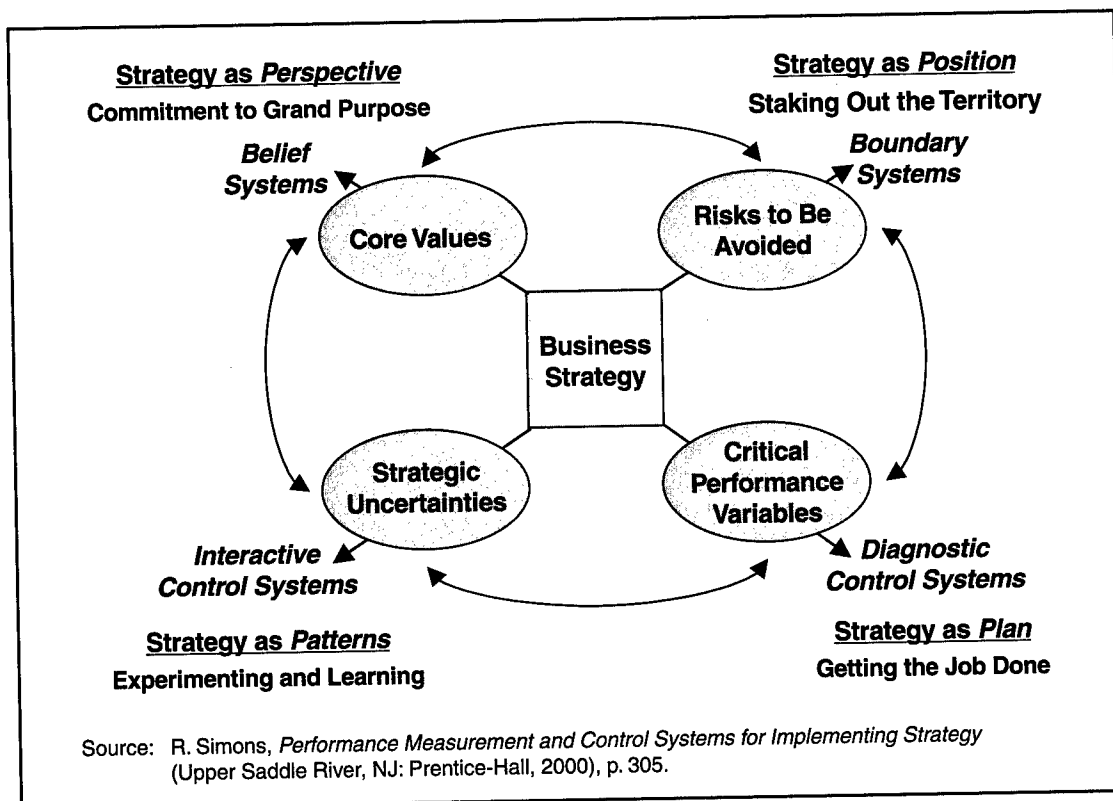 Strategy as Perspective
Commitment to Grand Purpose
Belief
Systems
Core Values
Strategy as Position
Staking Out the Territory
Boundary
Systems
Risks to Be
Avoided
Business
Strategy
Strategic
Uncertainties
Interactive
Control Systems
Strategy as Patterns
Experimenting and Learning
Critical
Performance
Variables
Diagnostic
Control Systems
Strategy as Plan
Getting the Job Done
Source: R. Simons, Performance Measurement and Control Systems for Implementing Strategy
(Upper Saddle River, NJ: Prentice-Hall, 2000), p. 305.